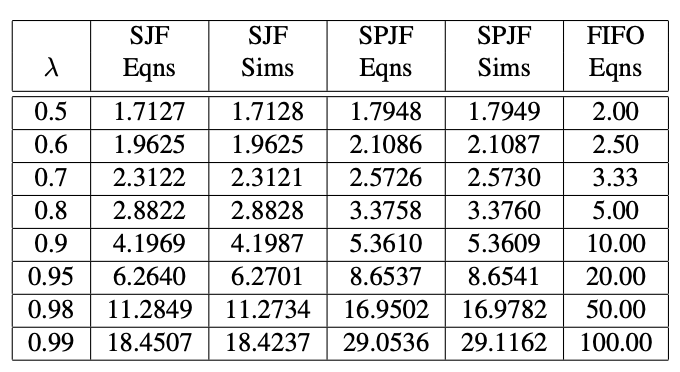 SJF SJF SPJF SPJF FIFO
λ Eqns Sims Eqns Sims Eqns
0.5 1.7127 1.7128 1.7948 1.7949 2.00
0.6 1.9625 1.9625 2.1086 2.1087 2.50
0.7 2.3122 2.3121 2.5726 2.5730 3.33
0.8 2.8822 2.8828 3.3758 3.3760 5.00
0.9 4.1969 4.1987 5.3610 5.3609 10.00
0.95 6.2640 6.2701 8.6537 8.6541 20.00
0.98 11.2849 11.2734 16.9502 16.9782 50.00
0.99 18.4507 18.4237 29.0536 29.1162 100.00